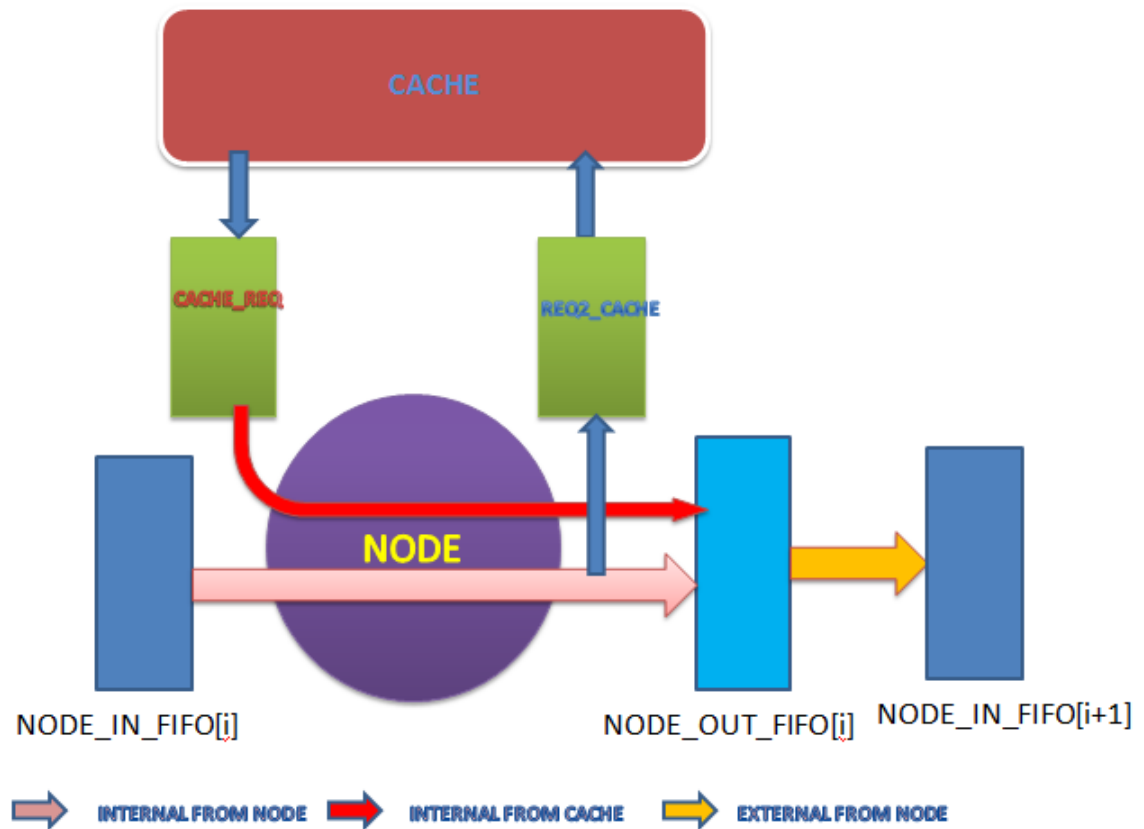 CACHE
CACHE_REQ
REQ2_CACHE
NODE
NODE_IN_FIFO[i]
NODE_OUT_FIFO[i]
NODE_IN_FIFO[i+1]
INTERNAL FROM NODE
INTERNAL FROM CACHE
EXTERNAL FROM NODE